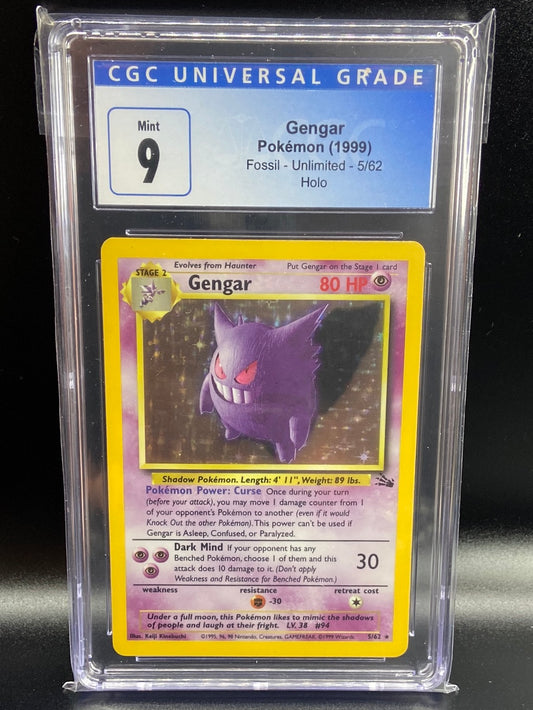 CGC UNIVERSAL GRADE
Mint
9
Gengar
Pokémon (1999)
Fossil - Unlimited - 5/62
Holo
Evolves from Haunter Put Gengar on the Stage 1 card
STAGE 2
Gengar 80 HP
Shadow Pokémon. Length: 4' 11", Weight: 89 lbs.
Pokémon Power: Curse Once during your turn
(before your attack), you may move 1 damage counter from 1
of your opponent's Pokémon to another (even if it would
Knock Out the other Pokémon). This power can't be used if
Gengar is Asleep, Confused, or Paralyzed.
Dark Mind If your opponent has any
Benched Pokémon, choose 1 of them and this
attack does 10 damage to it. (Don't apply
Weakness and Resistance for Benched Pokémon.)
30
weakness resistance retreat cost
-30
Under a full moon, this Pokémon likes to mimic the shadows
of people and laugh at their fright. LV. 38 #94
Illus. Keiji Kinebuchi ©1995, 96, 98 Nintendo, Creatures, GAMEFREAK. ©1999 Wizards. 5/62 ★